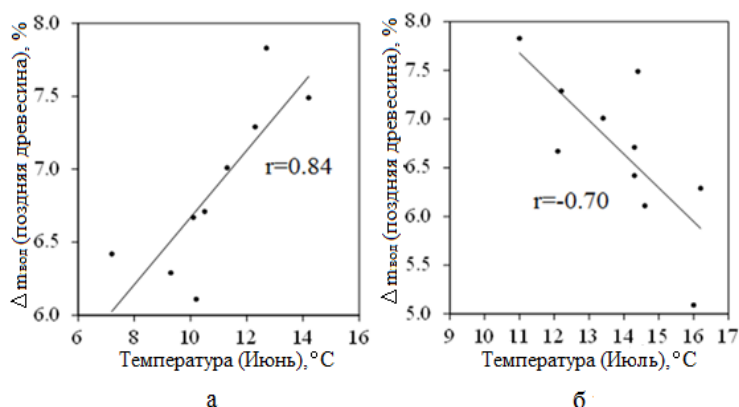 △ mвод (поздняя древесина), %
8.0
7.5
7.0
6.5
6.0
r=0.84
6 8 10 12 14 16
Температура (Июнь),°С
а
△ mвод (поздняя древесина), %
8.0
7.5
7.0
6.5
6.0
5.5
5.0
r=-0.70
9 10 11 12 13 14 15 16 17
Температура (Июль),°С
б